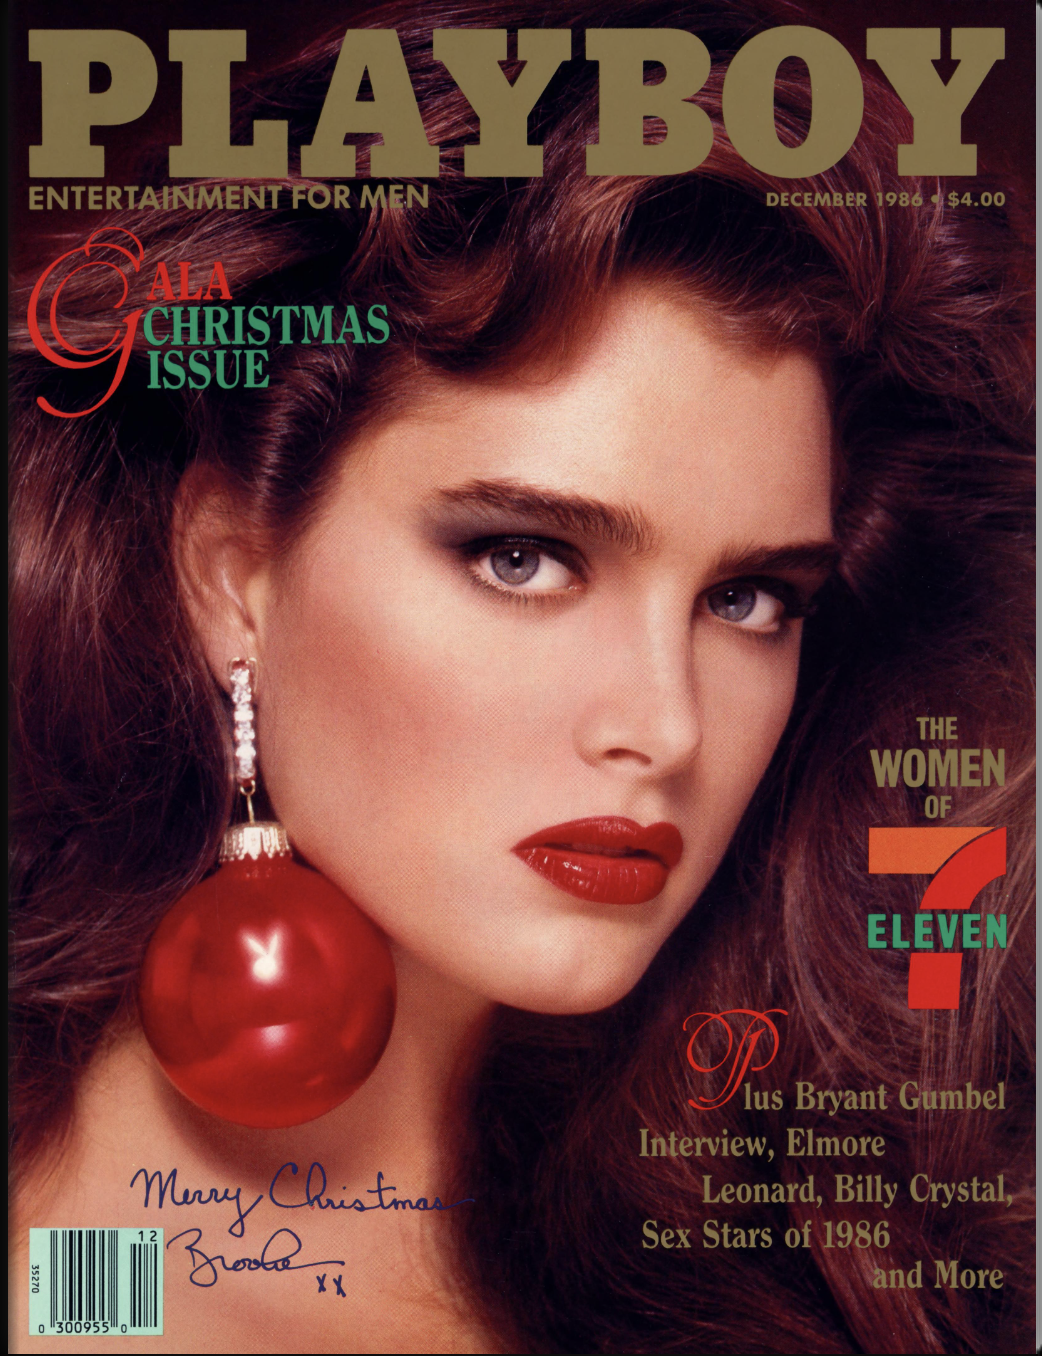 PLAYBOY
ENTERTAINMENT FOR MEN
DECEMBER 1986 • $4.00
GALA
CHRISTMAS
ISSUE
THE
WOMEN
OF
7
ELEVEN
Plus Bryant Gumbel
Interview, Elmore
Leonard, Billy Crystal,
Sex Stars of 1986
and More
Merry Christmas
Brooke
xx
12
35270
0 300955 0